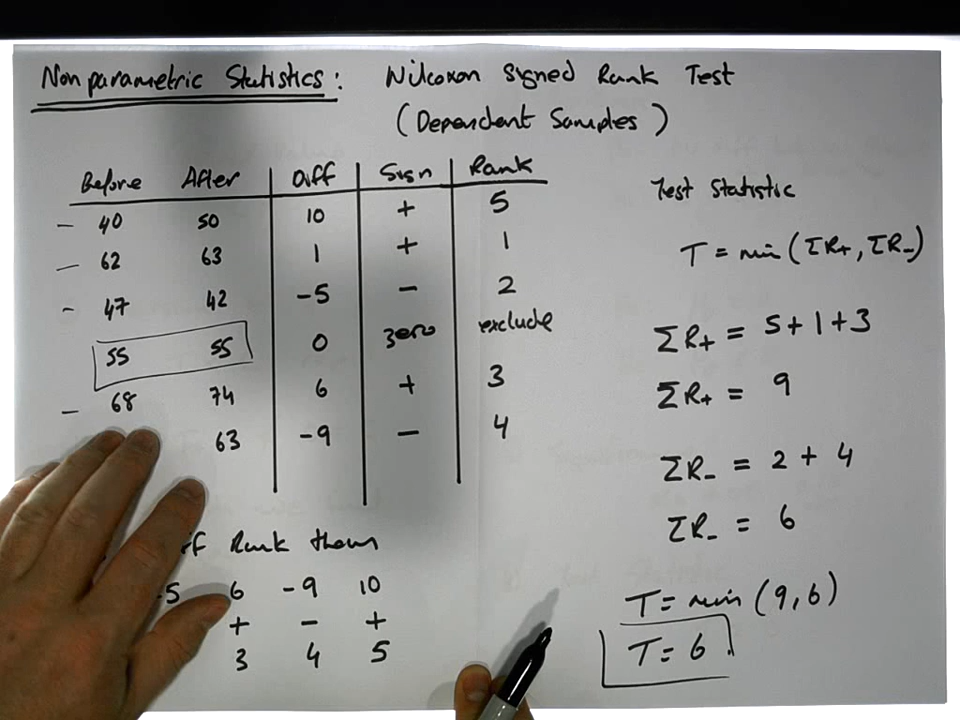 Nonparametric Statistics: Wilcoxon Signed Rank Test
(Dependent Samples)
Before After Diff Sign Rank
- 40 50 10 + 5
- 62 63 1 + 1
- 47 42 -5 - 2
55 55 0 zero exclude
- 68 74 6 + 3
63 -9 - 4
Rank them
-5 6 -9 10
+ - +
3 4 5
Test Statistic
T = min (ΣR+, ΣR-)
ΣR+ = 5+1+3
ΣR+ = 9
ΣR- = 2 + 4
ΣR- = 6
T = min (9,6)
T = 6